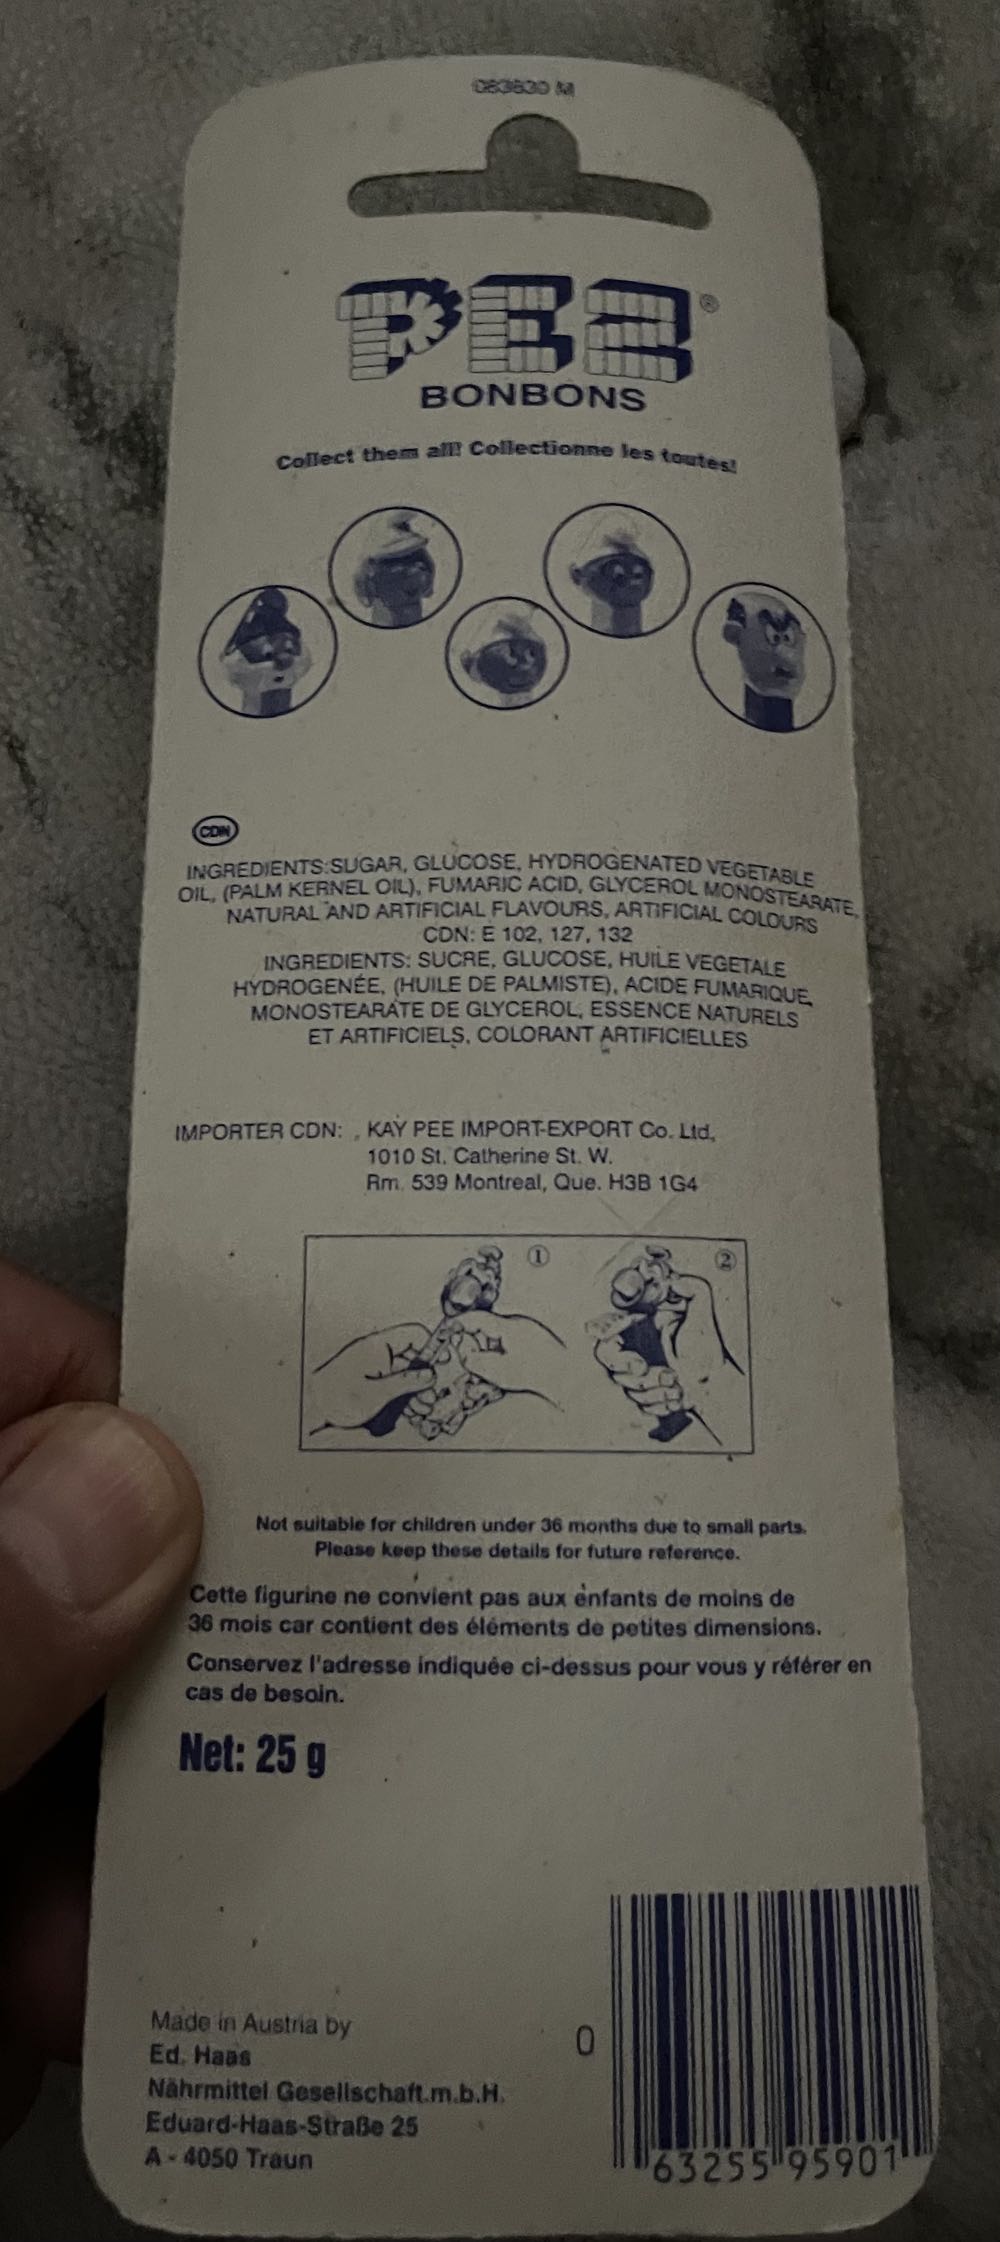 083830 M
PEZ®
BONBONS
Collect them all! Collectionne les toutes!
CDN
INGREDIENTS:SUGAR, GLUCOSE, HYDROGENATED VEGETABLE
OIL, (PALM KERNEL OIL), FUMARIC ACID, GLYCEROL MONOSTEARATE,
NATURAL AND ARTIFICIAL FLAVOURS, ARTIFICIAL COLOURS
CDN: E 102, 127, 132
INGREDIENTS: SUCRE, GLUCOSE, HUILE VEGETALE
HYDROGENÉE, (HUILE DE PALMISTE), ACIDE FUMARIQUE,
MONOSTEARATE DE GLYCEROL, ESSENCE NATURELS
ET ARTIFICIELS, COLORANT ARTIFICIELLES
IMPORTER CDN: , KAY PEE IMPORT-EXPORT Co. Ltd,
1010 St. Catherine St. W.
Rm. 539 Montreal, Que. H3B 1G4
① ②
Not suitable for children under 36 months due to small parts.
Please keep these details for future reference.
Cette figurine ne convient pas aux enfants de moins de
36 mois car contient des éléments de petites dimensions.
Conservez l'adresse indiquée ci-dessus pour vous y référer en
cas de besoin.
Net: 25 g
Made in Austria by
Ed. Haas
Nährmittel Gesellschaft.m.b.H.
Eduard-Haas-Straße 25
A - 4050 Traun
0 63255 95901